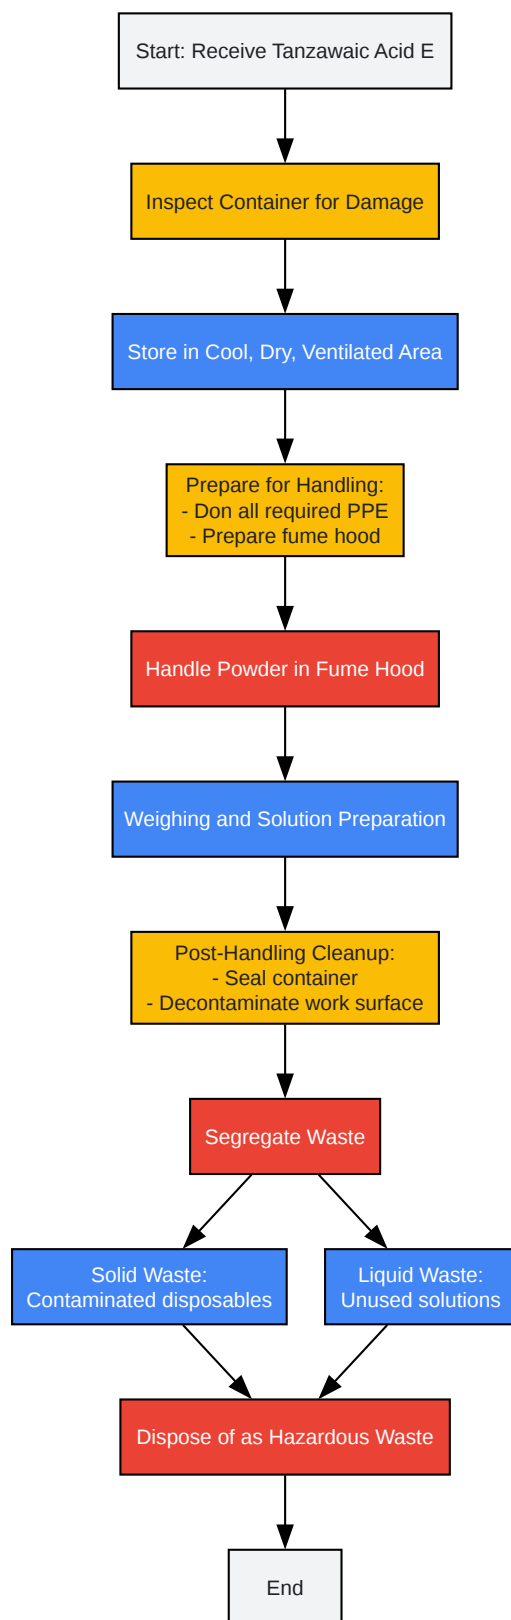 Start: Receive Tanzawaic Acid E
Inspect Container for Damage
Store in Cool, Dry, Ventilated Area
Prepare for Handling:
- Don all required PPE
- Prepare fume hood
Handle Powder in Fume Hood
Weighing and Solution Preparation
Post-Handling Cleanup:
- Seal container
- Decontaminate work surface
Segregate Waste
Solid Waste:
Contaminated disposables
Liquid Waste:
Unused solutions
Dispose of as Hazardous Waste
End